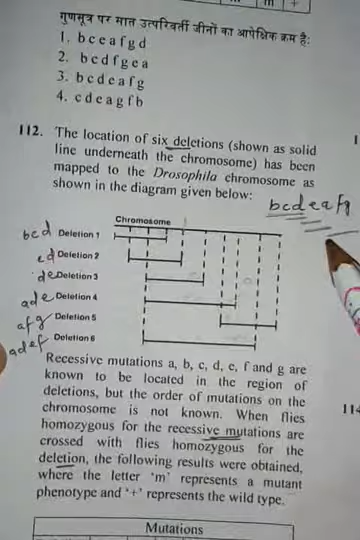 m +
गुणसूत्र पर सात उत्परिवर्ती जीनों का आपेक्षिक क्रम है:
1. b c e a f g d
2. b c d f g e a
3. b c d e a f g
4. c d e a g f b
112. The location of six deletions (shown as solid
line underneath the chromosome) has been
mapped to the Drosophila chromosome as
shown in the diagram given below:
bcdeafg
Chromosome
bcd Deletion 1
cd Deletion 2
de Deletion 3
ade Deletion 4
afg Deletion 5
adef Deletion 6
Recessive mutations a, b, c, d, e, f and g are
known to be located in the region of
deletions, but the order of mutations on the
chromosome is not known. When flies
homozygous for the recessive mutations are
crossed with flies homozygous for the
deletion, the following results were obtained,
where the letter 'm' represents a mutant
phenotype and '+' represents the wild type.
114
Mutations